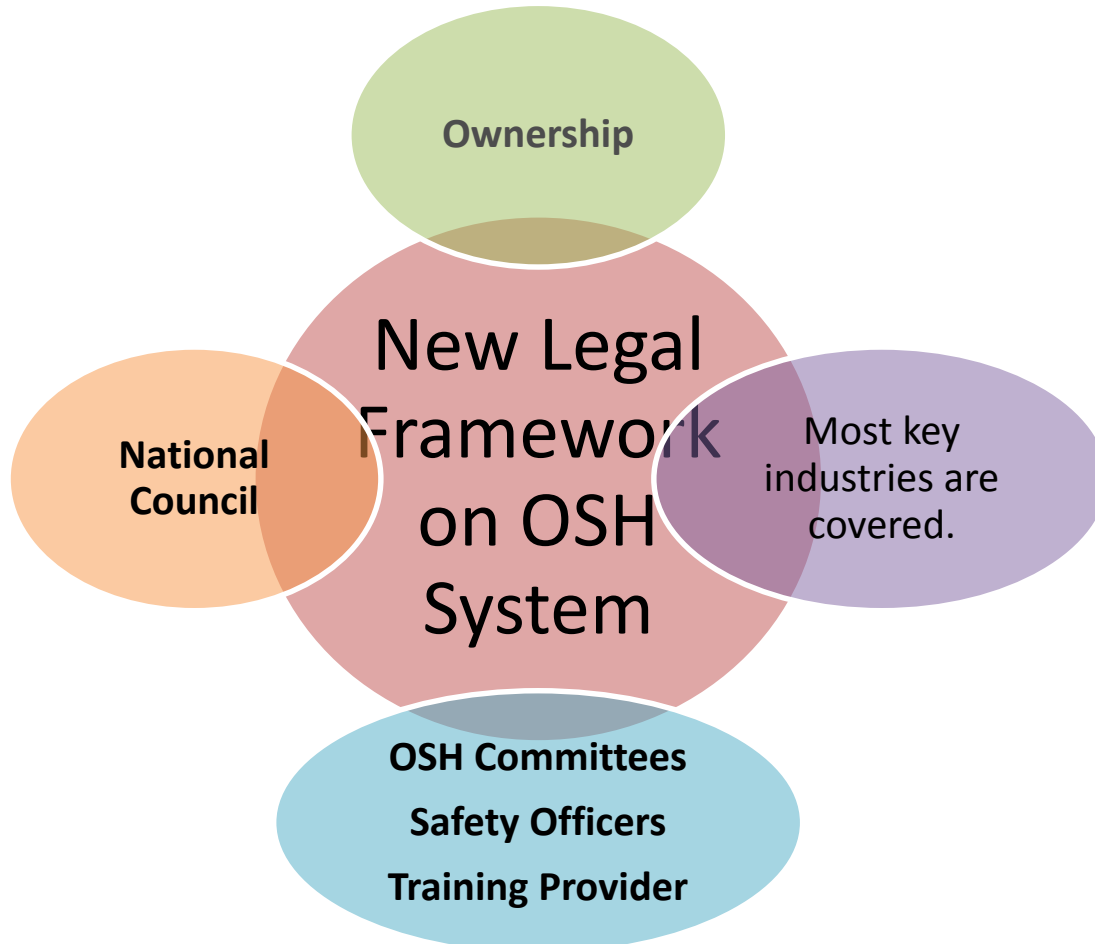 Ownership
New Legal
Framework
on OSH
System
National
Council
Most key
industries are
covered.
OSH Committees
Safety Officers
Training Provider